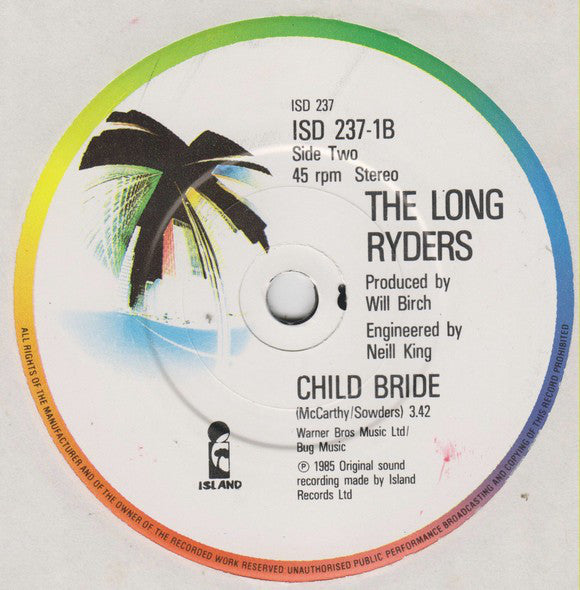 ISD 237
ISD 237-1B
Side Two
45 rpm Stereo
THE LONG
RYDERS
Produced by
Will Birch
Engineered by
Neill King
CHILD BRIDE
(McCarthy/Sowders) 3.42
Warner Bros Music Ltd/
Bug Music
℗ 1985 Original sound
recording made by Island
Records Ltd
ISLAND
ALL RIGHTS OF THE MANUFACTURER AND OF THE OWNER OF THE RECORDED WORK RESERVED UNAUTHORISED PUBLIC PERFORMANCE BROADCASTING AND COPYING OF THIS RECORD PROHIBITED